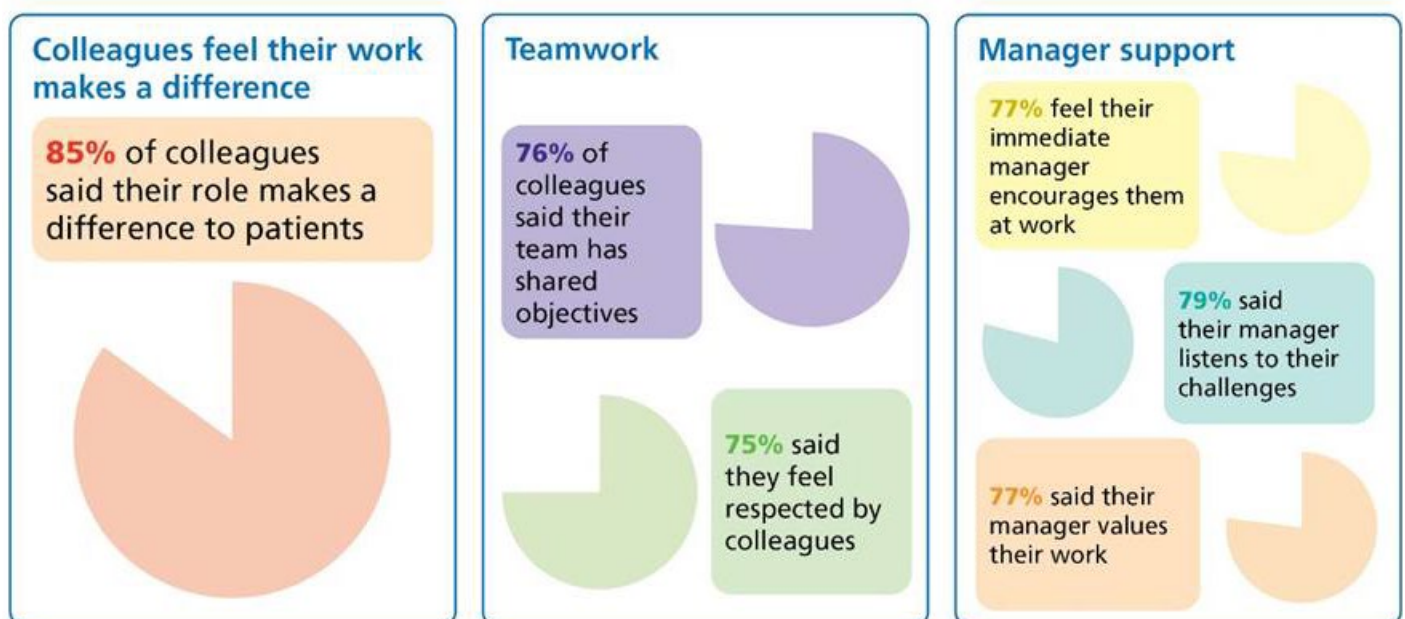 Colleagues feel their work
makes a difference
85% of colleagues
said their role makes a
difference to patients
Teamwork
76% of
colleagues
said their
team has
shared
objectives
75% said
they feel
respected by
colleagues
Manager support
77% feel their
immediate
manager
encourages them
at work
79% said
their manager
listens to their
challenges
77% said their
manager values
their work